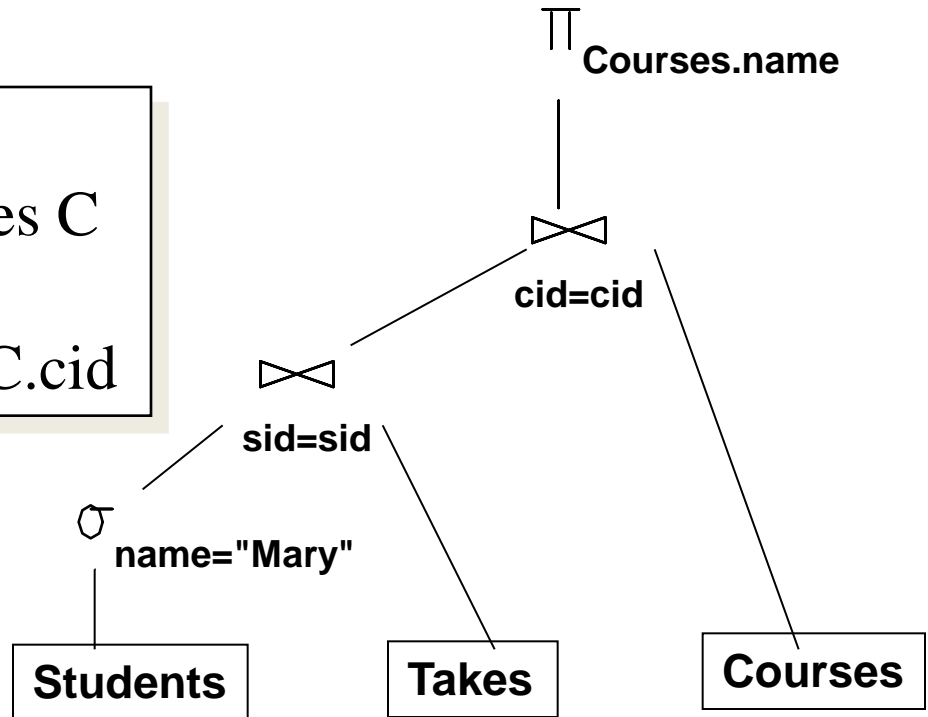 Π
Courses.name
es C
C.cid
⋈
cid=cid
⋈
sid=sid
σ
name="Mary"
Students
Takes
Courses